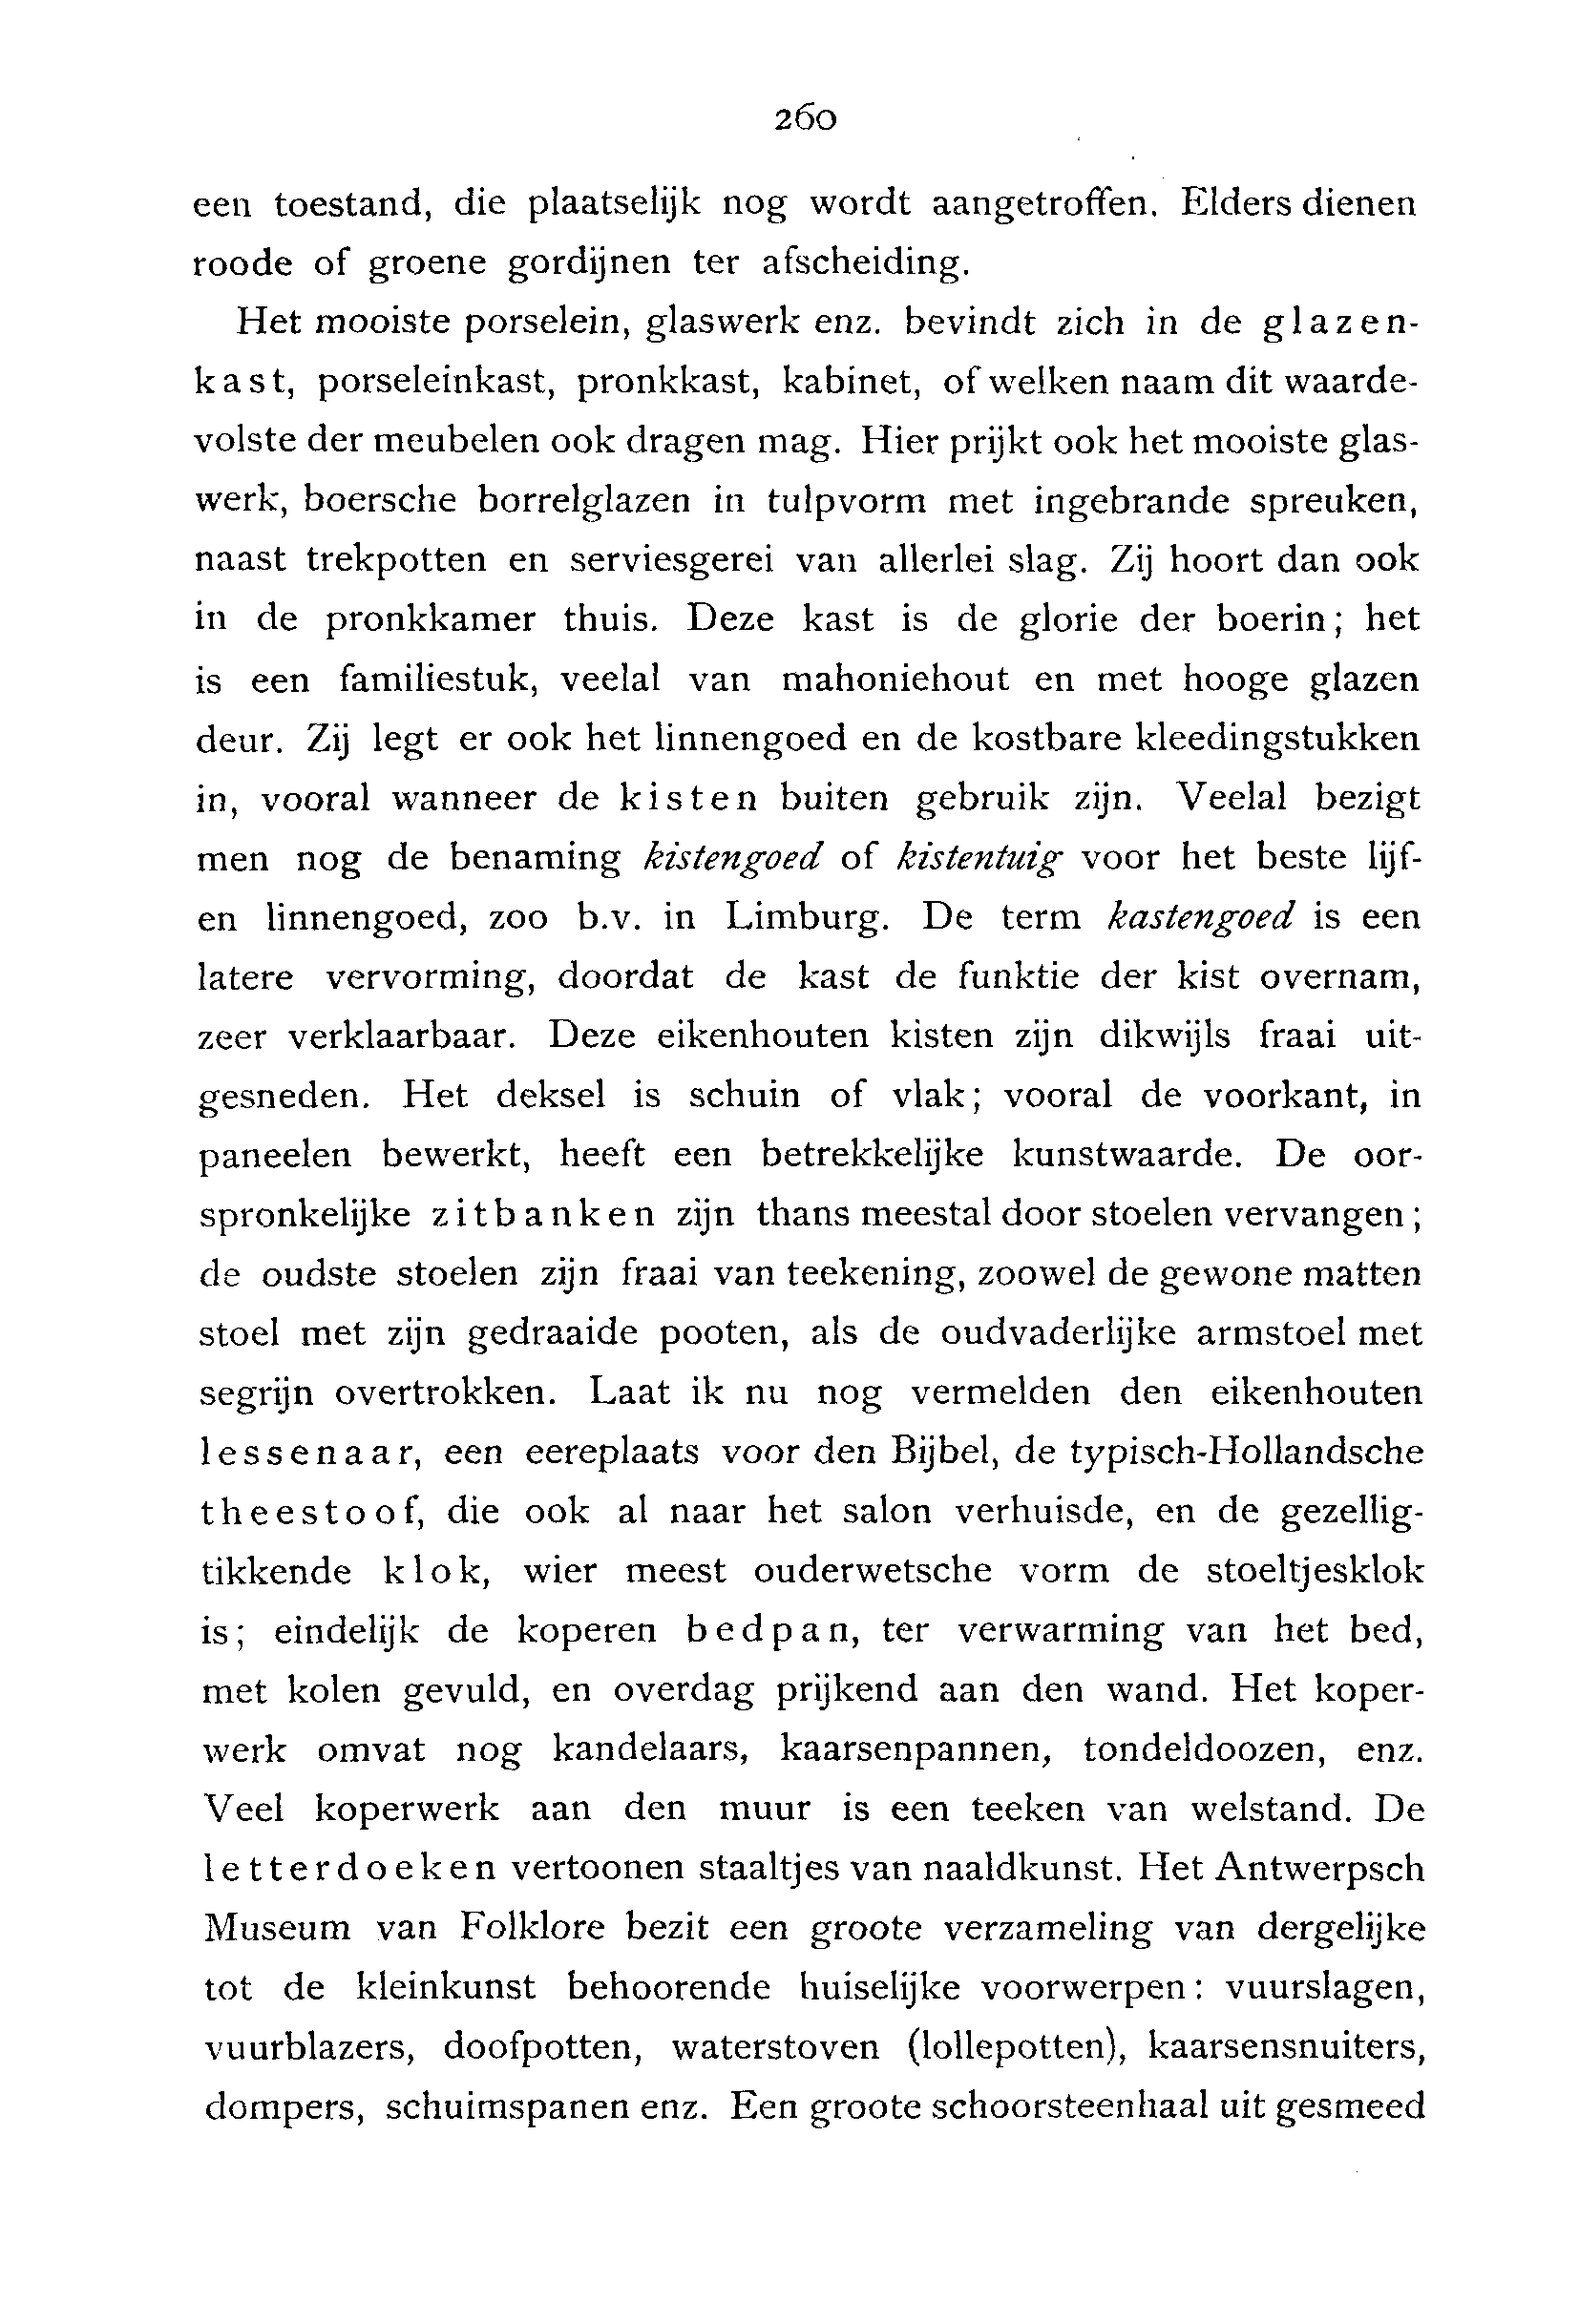 260
een toestand, die plaatselijk nog wordt aangetroffen. Elders dienen
roode of groene gordijnen ter afscheiding.
Het mooiste porselein, glaswerk enz. bevindt zich in de glazen-
kast, porseleinkast, pronkkast, kabinet, of welken naam dit waarde-
volste der meubelen ook dragen mag. Hier prijkt ook het mooiste glas-
werk, boersche borrelglazen in tulpvorm met ingebrande spreuken,
naast trekpotten en serviesgerei van allerlei slag. Zij hoort dan ook
in de pronkkamer thuis. Deze kast is de glorie der boerin; het
is een familiestuk, veelal van mahoniehout en met hooge glazen
deur. Zij legt er ook het linnengoed en de kostbare kleedingstukken
in, vooral wanneer de kisten buiten gebruik zijn. Veelal bezigt
men nog de benaming kistengoed of kistentuig voor het beste lijf-
en linnengoed, zoo b.v. in Limburg. De term kastengoed is een
latere vervorming, doordat de kast de funktie der kist overnam,
zeer verklaarbaar. Deze eikenhouten kisten zijn dikwijls fraai uit-
gesneden. Het deksel is schuin of vlak; vooral de voorkant, in
paneelen bewerkt, heeft een betrekkelijke kunstwaarde. De oor-
spronkelijke zitbanken zijn thans meestal door stoelen vervangen;
de oudste stoelen zijn fraai van teekening, zoowel de gewone matten
stoel met zijn gedraaide pooten, als de oudvaderlijke armstoel met
segrijn overtrokken. Laat ik nu nog vermelden den eikenhouten
lessenaar, een eereplaats voor den Bijbel, de typisch-Hollandsche
theestoof, die ook al naar het salon verhuisde, en de gezellig-
tikkende klok, wier meest ouderwetsche vorm de stoeltjesklok
is; eindelijk de koperen bedpan, ter verwarming van het bed,
met kolen gevuld, en overdag prijkend aan den wand. Het koper-
werk omvat nog kandelaars, kaarsenpannen, tondeldoozen, enz.
Veel koperwerk aan den muur is een teeken van welstand. De
letterdoeken vertoonen staaltjes van naaldkunst. Het Antwerpsch
Museum van Folklore bezit een groote verzameling van dergelijke
tot de kleinkunst behoorende huiselijke voorwerpen: vuurslagen,
vuurblazers, doofpotten, waterstoven (lollepotten), kaarsensnuiters,
dompers, schuimspanen enz. Een groote schoorsteenhaal uit gesmeed